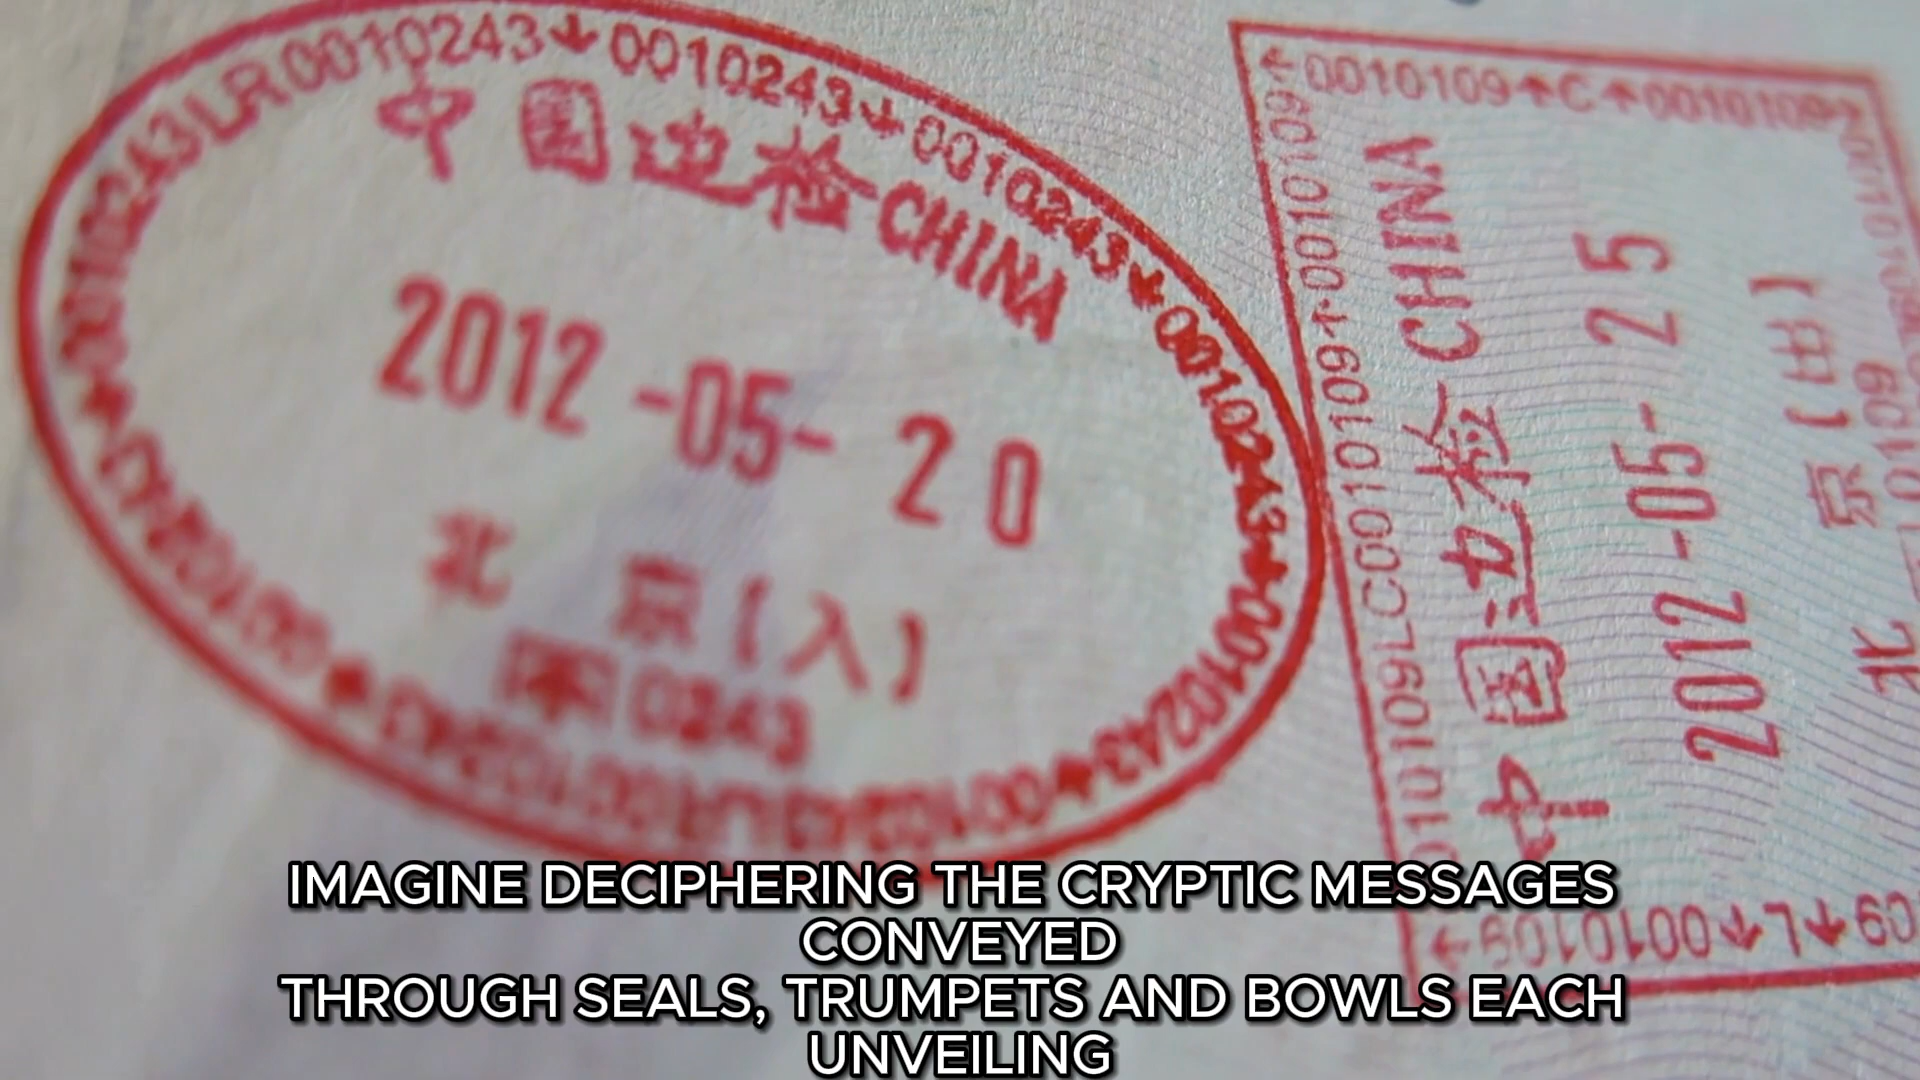 LR0010243↓0010243↓0010243↓0010243
中国边检 CHINA
2012-05-20
北京(入)
0243
0010109↑C↑0010109
0010109↑0010109LC0010109
中国边检 CHINA
2012-05-25
北京(出)
IMAGINE DECIPHERING THE CRYPTIC MESSAGES
CONVEYED
THROUGH SEALS, TRUMPETS AND BOWLS EACH
UNVEILING